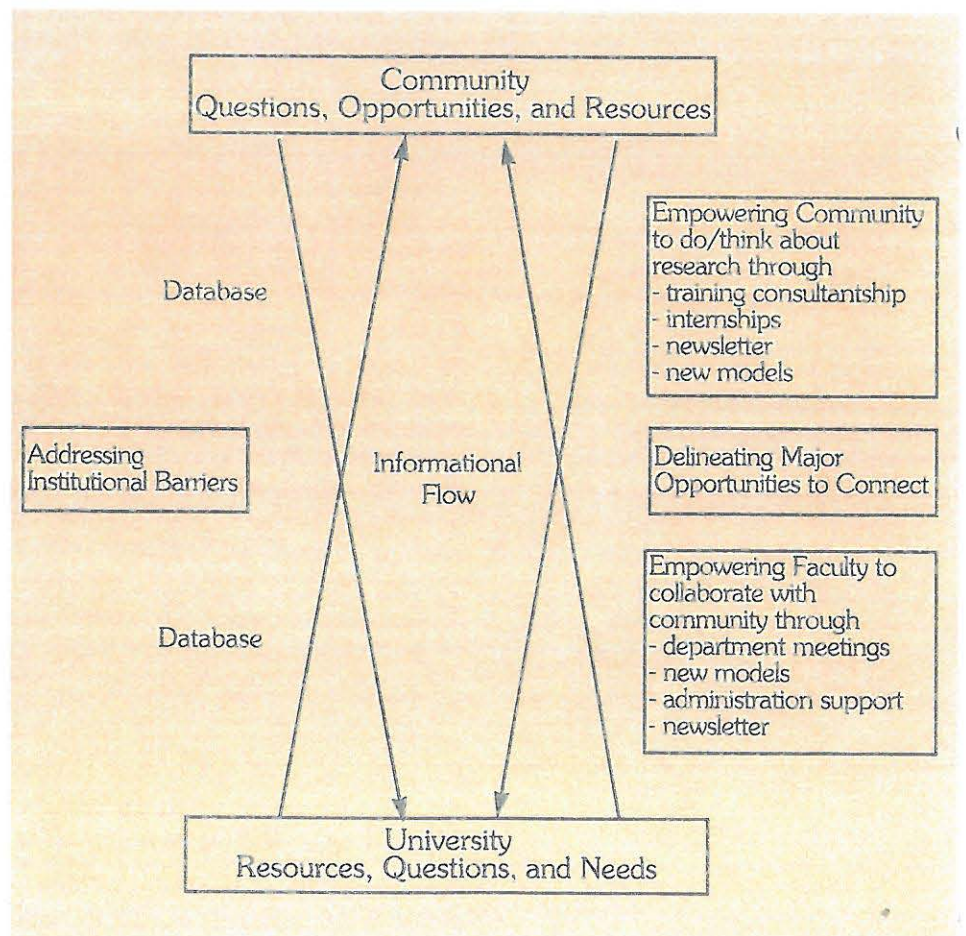 Community
Questions, Opportunities, and Resources
Empowering Community
to do/think about
research through
- training consultantship
- internships
- newsletter
- new models
Database
Addressing
Institutional Barriers
Informational
Flow
Delineating Major
Opportunities to Connect
Empowering Faculty to
collaborate with
community through
- department meetings
- new models
- administration support
- newsletter
Database
University
Resources, Questions, and Needs